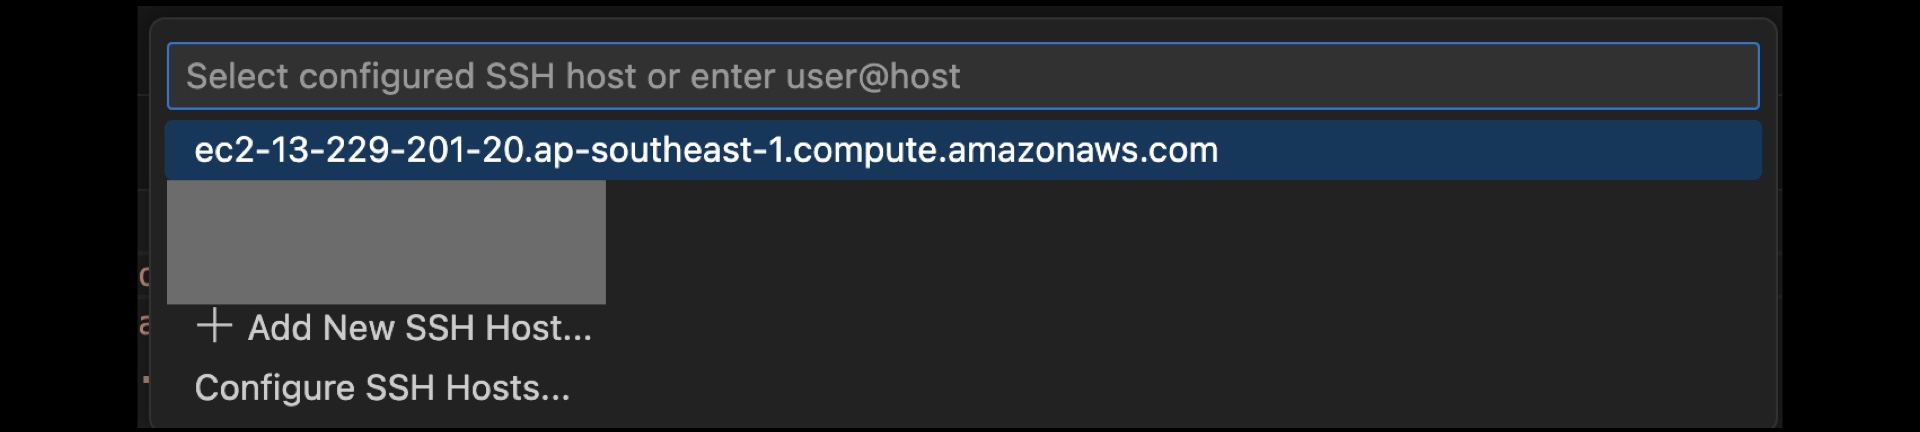 Select configured SSH host or enter user@host
ec2-13-229-201-20.ap-southeast-1.compute.amazonaws.com
+ Add New SSH Host...
Configure SSH Hosts...